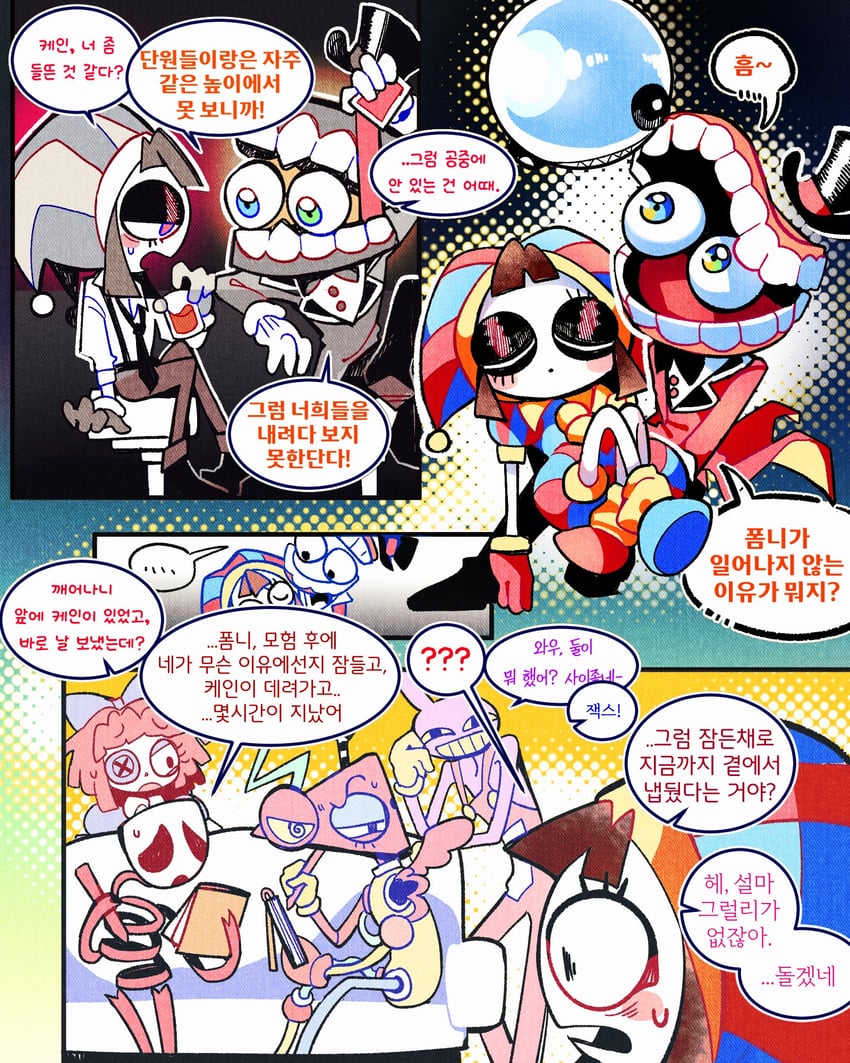 케인, 너 좀
들뜬 것 같다?
단원들이랑은 자주
같은 높이에서
못 보니까!
..그럼 공중에
안 있는 건 어때.
그럼 너희들을
내려다 보지
못한단다!
흠~
폼니가
일어나지 않는
이유가 뭐지?
....
깨어나니
앞에 케인이 있었고,
바로 날 보냈는데?
...폼니, 모험 후에
네가 무슨 이유에선지 잠들고,
케인이 데려가고..
...몇시간이 지났어
???
와우, 둘이
뭐 했어? 사이좋네~
잭스!
..그럼 잠든채로
지금까지 곁에서
냅뒀다는 거야?
헤, 설마
그럴리가
없잖아.
...돌겠네